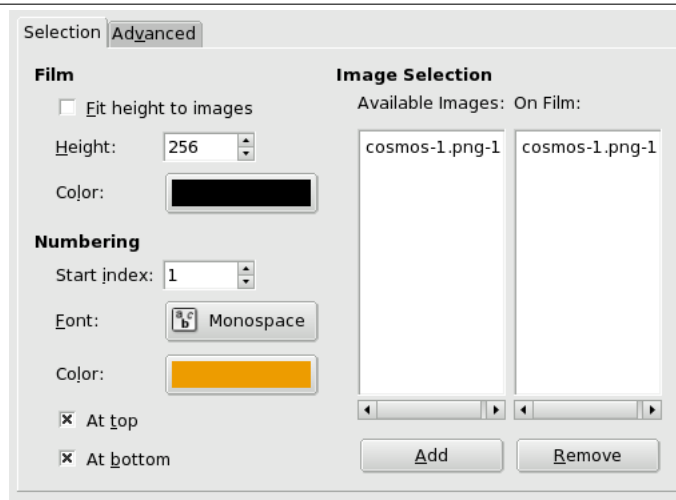 Selection Advanced
Film
Fit height to images
Height: 256
Color:
Numbering
Start index: 1
Font: abc Monospace
Color:
At top
At bottom
Image Selection
Available Images: On Film:
cosmos-1.png-1 cosmos-1.png-1
Add Remove